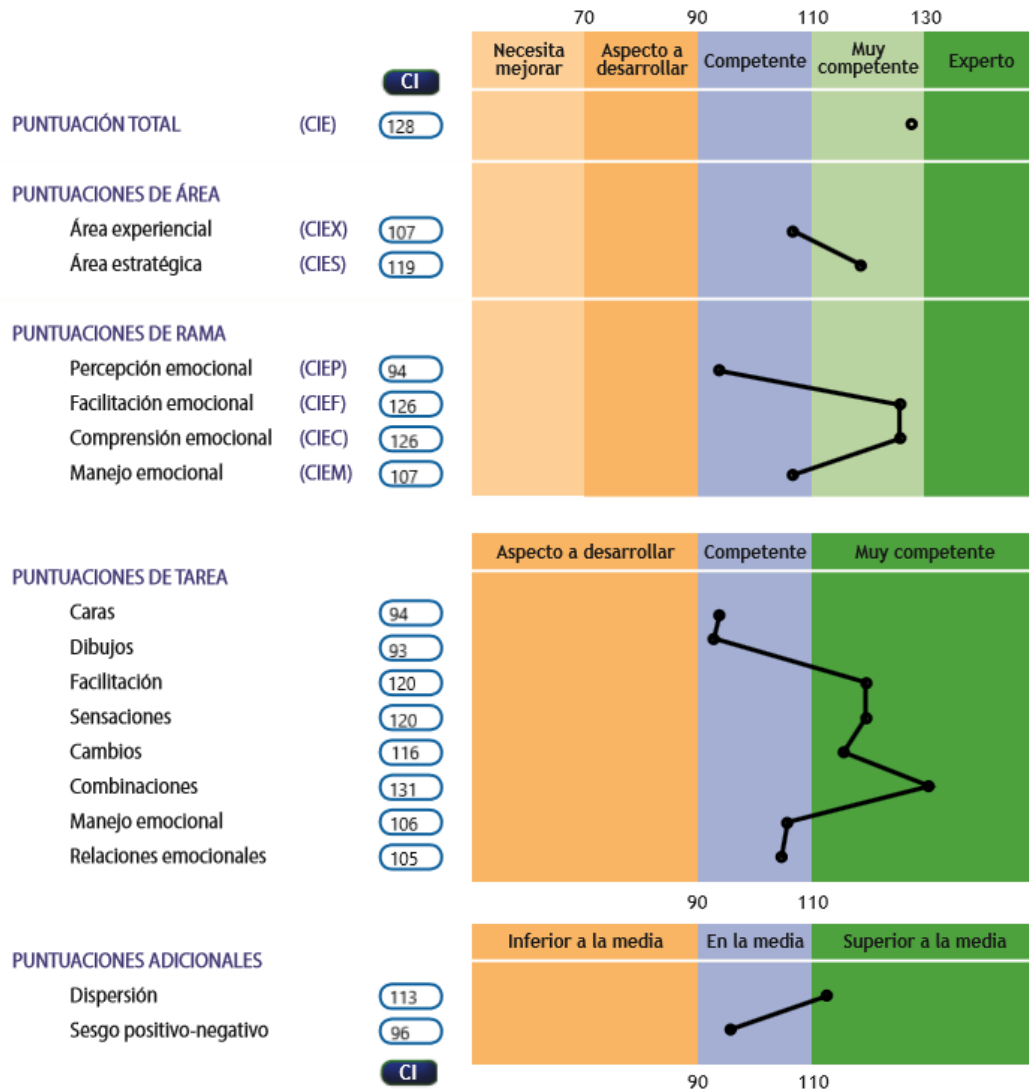 70 90 110 130
Necesita mejorar Aspecto a desarrollar Competente Muy competente Experto
CI
PUNTUACIÓN TOTAL (CIE) 128
PUNTUACIONES DE ÁREA
Área experiencial (CIEX) 107
Área estratégica (CIES) 119
PUNTUACIONES DE RAMA
Percepción emocional (CIEP) 94
Facilitación emocional (CIEF) 126
Comprensión emocional (CIEC) 126
Manejo emocional (CIEM) 107
Aspecto a desarrollar Competente Muy competente
PUNTUACIONES DE TAREA
Caras 94
Dibujos 93
Facilitación 120
Sensaciones 120
Cambios 116
Combinaciones 131
Manejo emocional 106
Relaciones emocionales 105
90 110
Inferior a la media En la media Superior a la media
PUNTUACIONES ADICIONALES
Dispersión 113
Sesgo positivo-negativo 96
CI
90 110